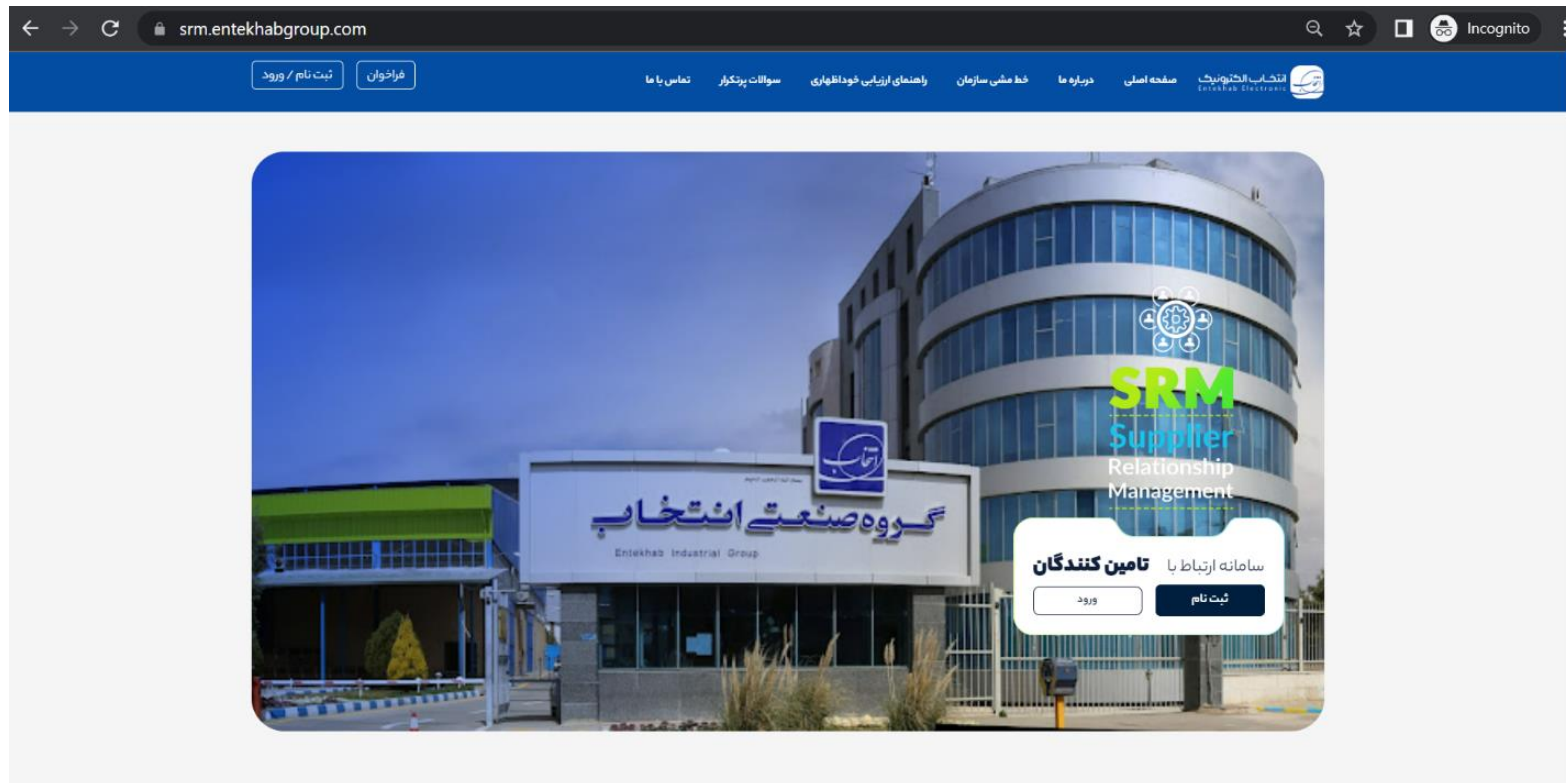 srm.entekhabgroup.com
Incognito
انتخاب الکترونیک
Entekhab Electronic
صفحه اصلی
درباره ما
خط مشی سازمان
راهنمای ارزیابی خوداظهاری
سوالات پرتکرار
تماس با ما
فراخوان
ثبت نام / ورود
SRM
Supplier
Relationship
Management
انتخاب
گروه صنعتی انتخاب
Entekhab Industrial Group
سامانه ارتباط با تامین کنندگان
ثبت نام
ورود